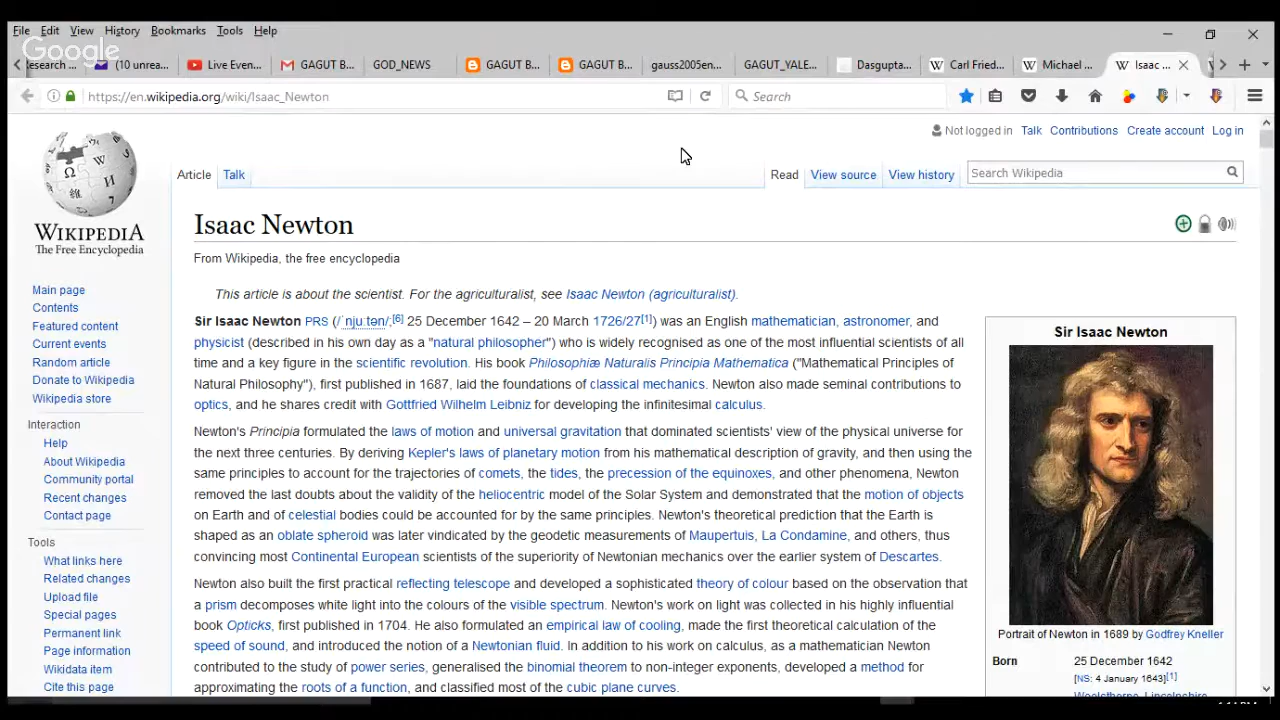 File Edit View History Bookmarks Tools Help
Google
esearch ... (10 unrea... Live Even... GAGUT B... GOD_NEWS GAGUT B... GAGUT B... gauss2005en... GAGUT_YALE... Dasgupta... Carl Fried... Michael ... Isaac ...
https://en.wikipedia.org/wiki/Isaac_Newton Search
Not logged in Talk Contributions Create account Log in
Article Talk Read View source View history Search Wikipedia
WIKIPEDIA
The Free Encyclopedia
Main page
Contents
Featured content
Current events
Random article
Donate to Wikipedia
Wikipedia store
Interaction
Help
About Wikipedia
Community portal
Recent changes
Contact page
Tools
What links here
Related changes
Upload file
Special pages
Permanent link
Page information
Wikidata item
Cite this page
Isaac Newton
From Wikipedia, the free encyclopedia
This article is about the scientist. For the agriculturalist, see Isaac Newton (agriculturalist).
Sir Isaac Newton PRS (/ˈnjuːtən/;[6] 25 December 1642 – 20 March 1726/27[1]) was an English mathematician, astronomer, and
physicist (described in his own day as a "natural philosopher") who is widely recognised as one of the most influential scientists of all
time and a key figure in the scientific revolution. His book Philosophiæ Naturalis Principia Mathematica ("Mathematical Principles of
Natural Philosophy"), first published in 1687, laid the foundations of classical mechanics. Newton also made seminal contributions to
optics, and he shares credit with Gottfried Wilhelm Leibniz for developing the infinitesimal calculus.
Newton's Principia formulated the laws of motion and universal gravitation that dominated scientists' view of the physical universe for
the next three centuries. By deriving Kepler's laws of planetary motion from his mathematical description of gravity, and then using the
same principles to account for the trajectories of comets, the tides, the precession of the equinoxes, and other phenomena, Newton
removed the last doubts about the validity of the heliocentric model of the Solar System and demonstrated that the motion of objects
on Earth and of celestial bodies could be accounted for by the same principles. Newton's theoretical prediction that the Earth is
shaped as an oblate spheroid was later vindicated by the geodetic measurements of Maupertuis, La Condamine, and others, thus
convincing most Continental European scientists of the superiority of Newtonian mechanics over the earlier system of Descartes.
Newton also built the first practical reflecting telescope and developed a sophisticated theory of colour based on the observation that
a prism decomposes white light into the colours of the visible spectrum. Newton's work on light was collected in his highly influential
book Opticks, first published in 1704. He also formulated an empirical law of cooling, made the first theoretical calculation of the
speed of sound, and introduced the notion of a Newtonian fluid. In addition to his work on calculus, as a mathematician Newton
contributed to the study of power series, generalised the binomial theorem to non-integer exponents, developed a method for
approximating the roots of a function, and classified most of the cubic plane curves.
Sir Isaac Newton
Portrait of Newton in 1689 by Godfrey Kneller
Born 25 December 1642
[NS: 4 January 1643][1]
Woolsthorpe, Lincolnshire